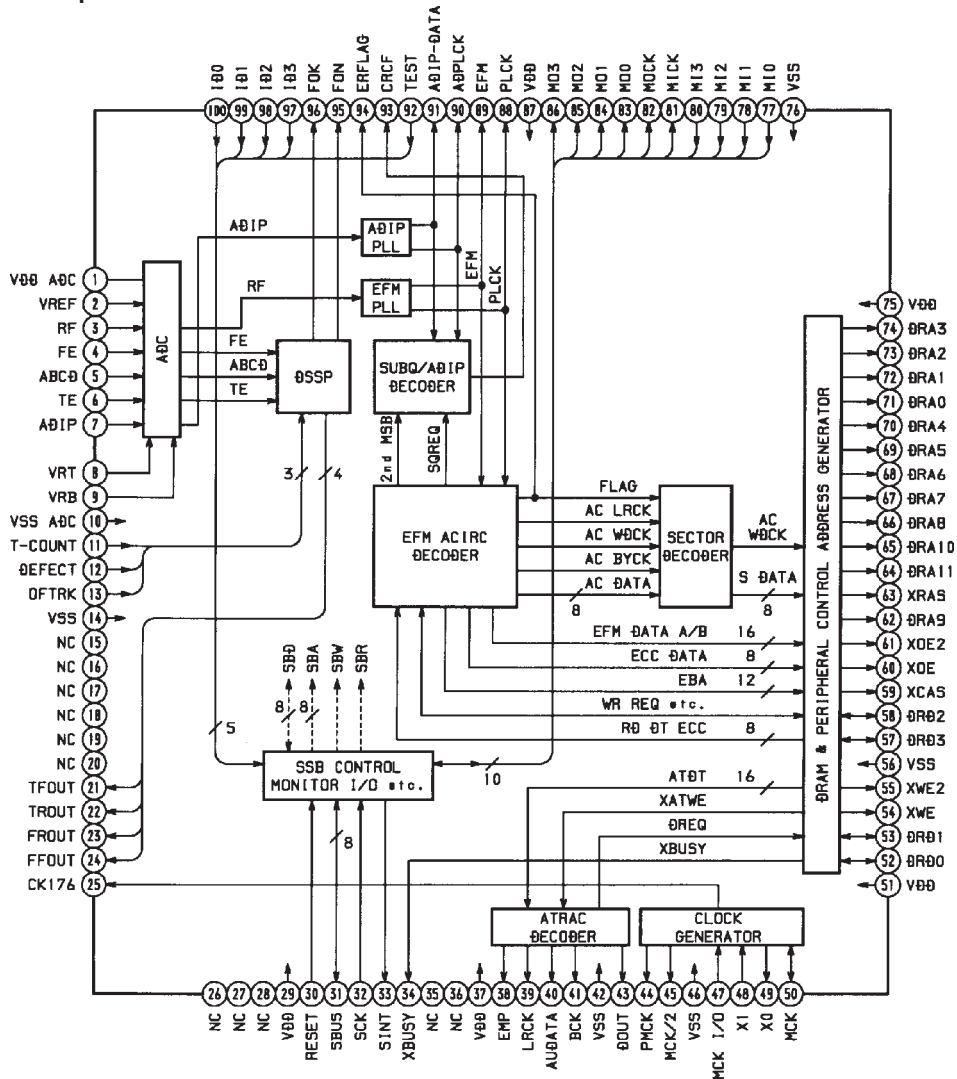 ID0
ID1
ID2
ID3
FOK
FON
ERFLAG
CRCF
TEST
ADIP-DATA
ADPLCK
EFM
PLCK
VDD
MO3
MO2
MO1
MO0
MOCK
MICK
MI3
MI2
MI1
MI0
VSS
100 99 98 97 96 95 94 93 92 91 90 89 88 87 86 85 84 83 82 81 80 79 78 77 76
ADIP
ADIP
PLL
RF
EFM
PLL
EFM
PLCK
VDD ADC 1
VREF 2
RF 3
FE 4
ABCD 5
TE 6
ADIP 7
VRT 8
VRB 9
VSS ADC 10
T-COUNT 11
DEFECT 12
OFTRK 13
VSS 14
NC 15
NC 16
NC 17
NC 18
NC 19
NC 20
TFOUT 21
TROUT 22
FROUT 23
FFOUT 24
CK176 25
ADC
FE
ABCD
TE
DSSP
3
4
SUBQ/ADIP
DECODER
2nd MSB
SQREQ
EFM ACIRC
DECODER
FLAG
AC LRCK
AC WDCK
AC BYCK
AC DATA
8
SECTOR
DECODER
AC
WDCK
S DATA
8
EFM DATA A/B 16
ECC DATA 8
EBA 12
WR REQ etc.
RD DT ECC 8
SBD
SBA
SBW
SBR
8
8
5
SSB CONTROL
MONITOR I/O etc.
10
8
ATDT 16
XATWE
DREQ
XBUSY
ATRAC
DECODER
CLOCK
GENERATOR
DRAM & PERIPHERAL CONTROL ADDRESS GENERATOR
75 VDD
74 DRA3
73 DRA2
72 DRA1
71 DRA0
70 DRA4
69 DRA5
68 DRA6
67 DRA7
66 DRA8
65 DRA10
64 DRA11
63 XRAS
62 DRA9
61 XOE2
60 XOE
59 XCAS
58 DRD2
57 DRD3
56 VSS
55 XWE2
54 XWE
53 DRD1
52 DRD0
51 VDD
26 27 28 29 30 31 32 33 34 35 36 37 38 39 40 41 42 43 44 45 46 47 48 49 50
NC
NC
NC
VDD
RESET
SBUS
SCK
SINT
XBUSY
NC
NC
VDD
EMP
LRCK
AUDATA
BCK
VSS
DOUT
PMCK
MCK/2
VSS
MCK I/O
XI
XO
MCK